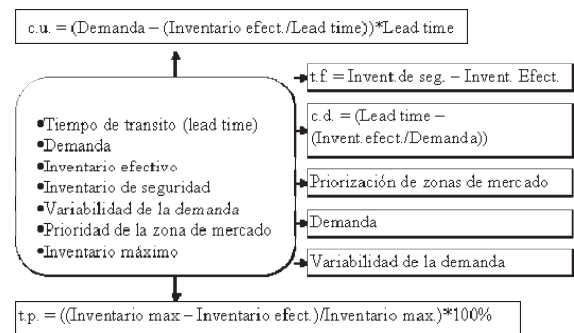 c.u. = (Demanda – (Inventario efect./Lead time))*Lead time
t.f. = Invent.de seg. – Invent. Efect.
c.d. = (Lead time –
(Invent.efect./Demanda))
•Tiempo de transito (lead time)
•Demanda
•Inventario efectivo
•Inventario de seguridad
•Variabilidad de la demanda
•Prioridad de la zona de mercado
•Inventario máximo
Priorización de zonas de mercado
Demanda
Variabilidad de la demanda
t.p. = ((Inventario max – Inventario efect.)/Inventario max.)*100%